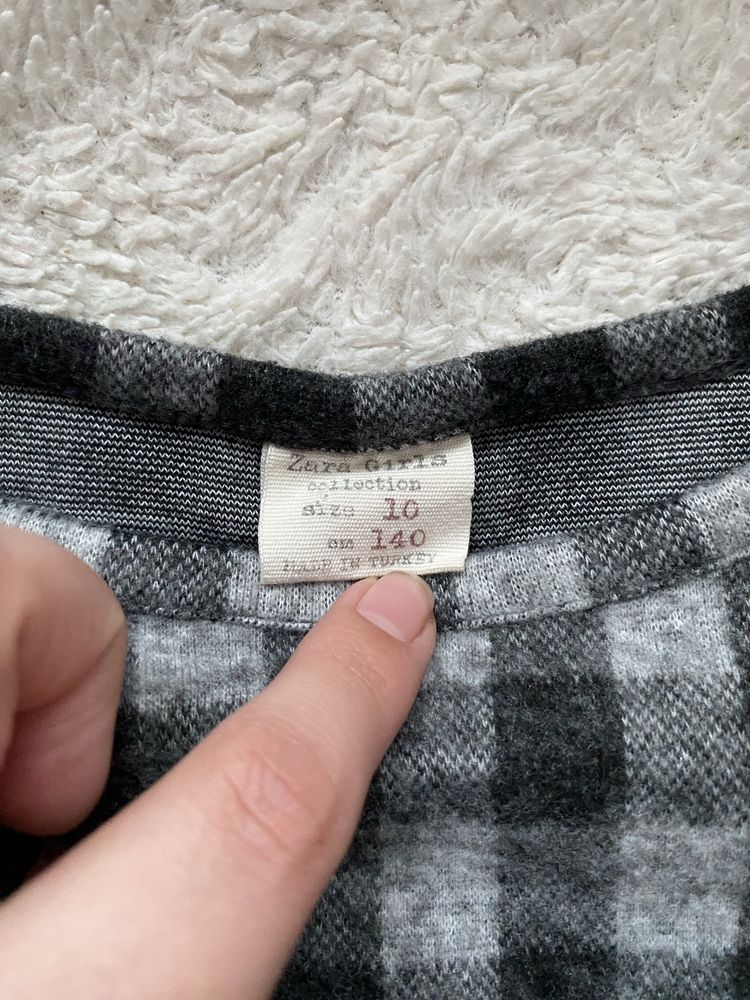 Zara Girls
collection
size 10
cm 140
MADE IN TURKEY